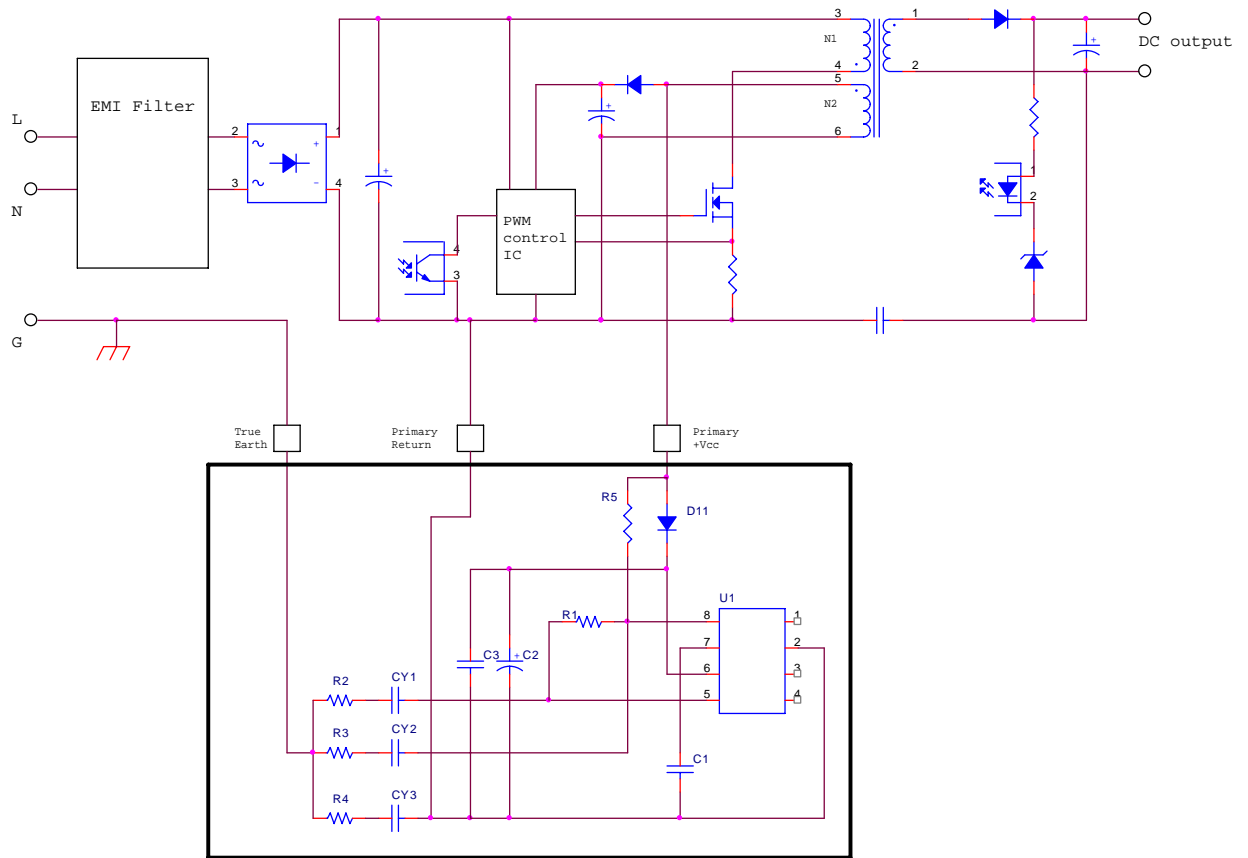 3
1
N1
DC output
4
2
5
N2
6
EMI Filter
L
2
1
~
+
N
3
4
~
-
+
+
+
1
2
PWM
control
IC
4
3
G
True
Earth
Primary
Return
Primary
+Vcc
R5
D11
U1
R1
8
1
7
2
C3
+
C2
6
3
R2
CY1
5
4
R3
CY2
C1
R4
CY3